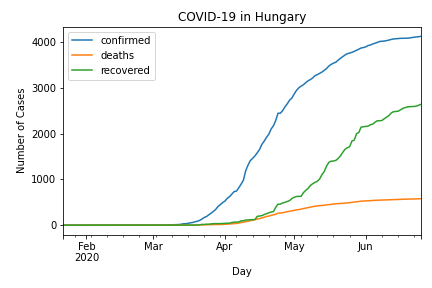 COVID-19 in Hungary
confirmed
deaths
recovered
Number of Cases
4000
3000
2000
1000
0
Feb
2020
Mar
Apr
May
Jun
Day